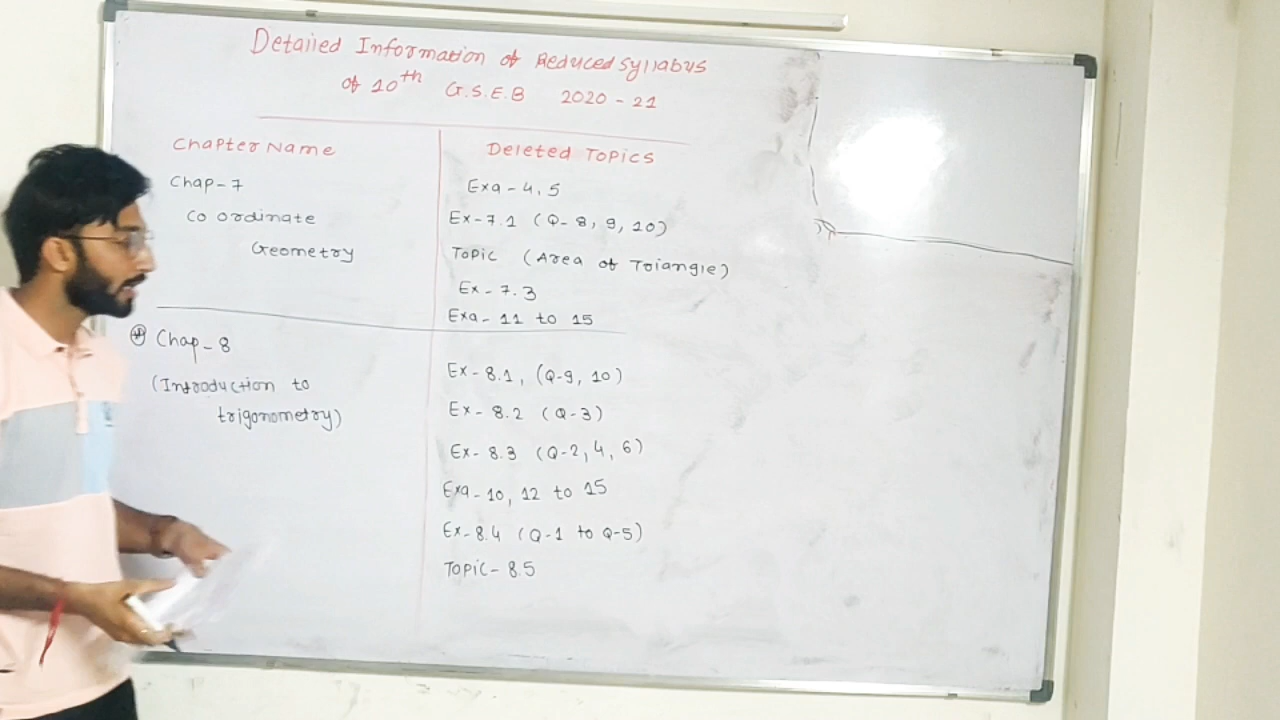 Detailed Information of Reduced Syllabus
of 10th G.S.E.B 2020-21
Chapter Name
Deleted Topics
Chap-7
Co ordinate
Geometry
Exa - 4, 5
Ex - 7.1 (Q- 8, 9, 10)
Topic (Area of Triangle)
Ex - 7.3
Exa - 11 to 15
Chap - 8
(Introduction to
trigonometry)
Ex - 8.1, (Q-9, 10)
Ex - 8.2 (Q-3)
Ex - 8.3 (Q-2, 4, 6)
Exa - 10, 12 to 15
Ex - 8.4 (Q-1 to Q-5)
Topic - 8.5